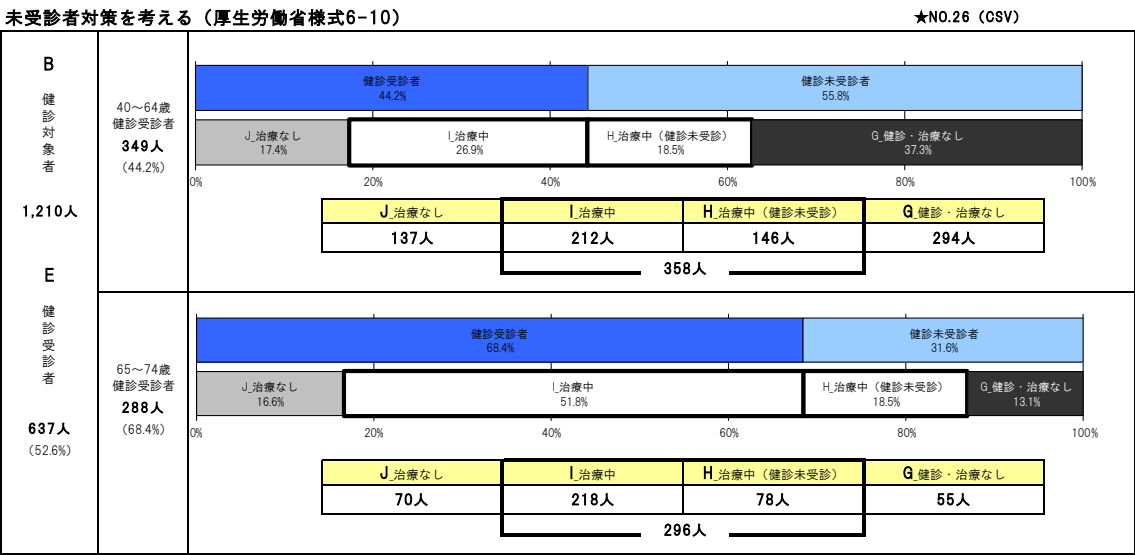 未受診者対策を考える（厚生労働省様式6-10）
★NO.26（CSV）
B
健診対象者
1,210人
E
健診受診者
637人
(52.6%)
40～64歳
健診受診者
349人
(44.2%)
健診受診者
44.2%
健診未受診者
55.8%
J_治療なし
17.4%
I_治療中
26.9%
H_治療中（健診未受診）
18.5%
G_健診・治療なし
37.3%
0% 20% 40% 60% 80% 100%
J_治療なし I_治療中 H_治療中（健診未受診） G_健診・治療なし
137人 212人 146人 294人
358人
65～74歳
健診受診者
288人
(68.4%)
健診受診者
68.4%
健診未受診者
31.6%
J_治療なし
16.6%
I_治療中
51.8%
H_治療中（健診未受診）
18.5%
G_健診・治療なし
13.1%
0% 20% 40% 60% 80% 100%
J_治療なし I_治療中 H_治療中（健診未受診） G_健診・治療なし
70人 218人 78人 55人
296人